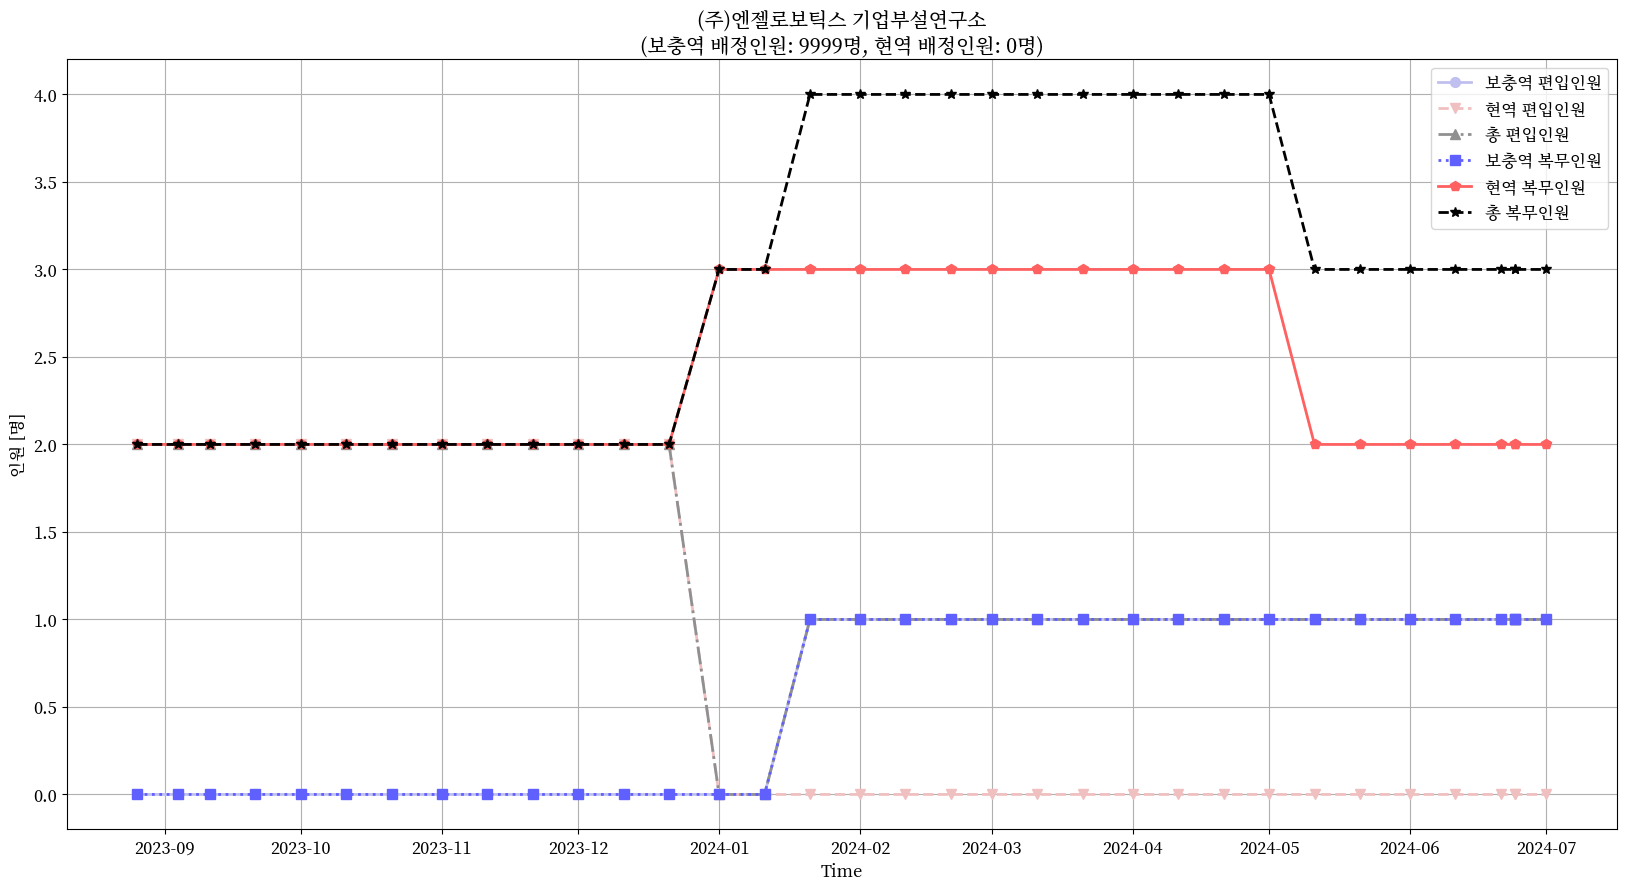 (주)엔젤로보틱스 기업부설연구소
(보충역 배정인원: 9999명, 현역 배정인원: 0명)
보충역 편입인원
현역 편입인원
총 편입인원
보충역 복무인원
현역 복무인원
총 복무인원
인원 [명]
4.0
3.5
3.0
2.5
2.0
1.5
1.0
0.5
0.0
2023-09 2023-10 2023-11 2023-12 2024-01 2024-02 2024-03 2024-04 2024-05 2024-06 2024-07
Time